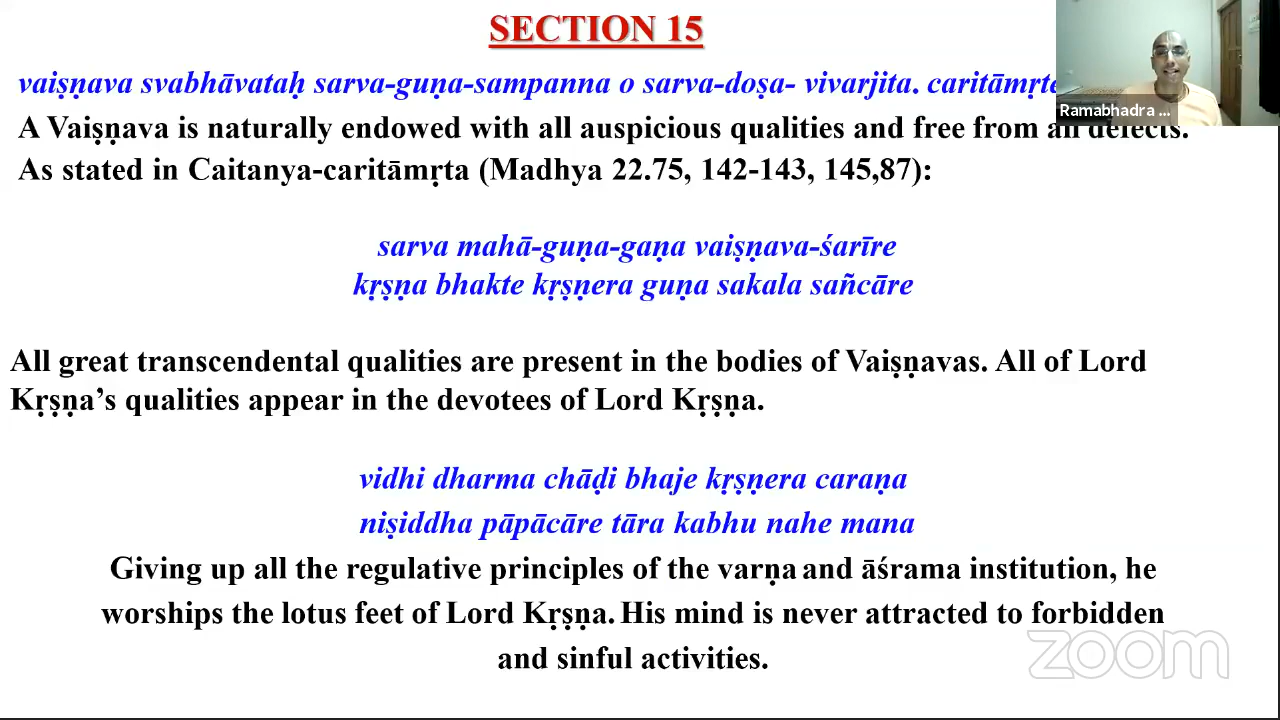 SECTION 15
vaiṣṇava svabhāvataḥ sarva-guṇa-sampanna o sarva-doṣa- vivarjita. caritāmṛte
Ramabhadra ...
A Vaiṣṇava is naturally endowed with all auspicious qualities and free from all defects.
As stated in Caitanya-caritāmṛta (Madhya 22.75, 142-143, 145,87):
sarva mahā-guṇa-gaṇa vaiṣṇava-śarīre
kṛṣṇa bhakte kṛṣṇera guṇa sakala sañcāre
All great transcendental qualities are present in the bodies of Vaiṣṇavas. All of Lord
Kṛṣṇa’s qualities appear in the devotees of Lord Kṛṣṇa.
vidhi dharma chāḍi bhaje kṛṣṇera caraṇa
niṣiddha pāpācāre tāra kabhu nahe mana
Giving up all the regulative principles of the varṇa and āśrama institution, he
worships the lotus feet of Lord Kṛṣṇa. His mind is never attracted to forbidden
and sinful activities.
zoom